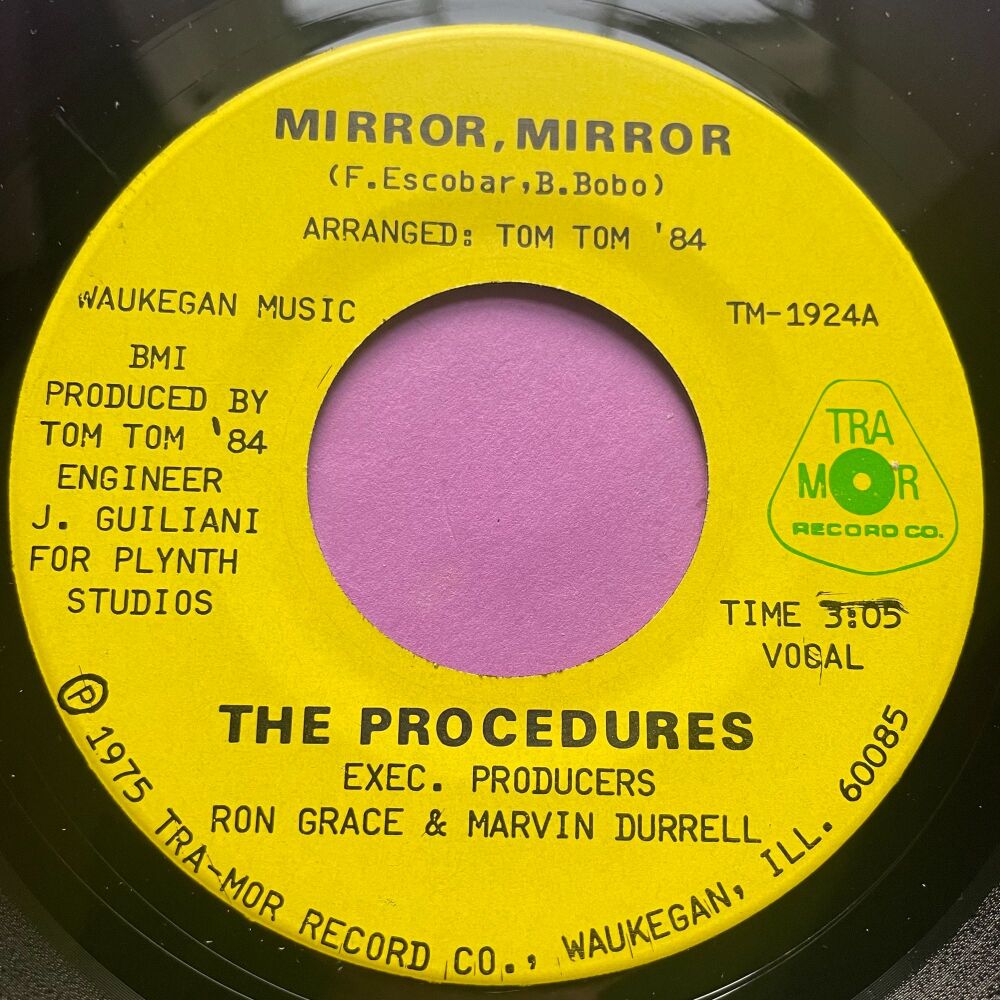 MIRROR, MIRROR
(F.Escobar,B.Bobo)
ARRANGED: TOM TOM '84
WAUKEGAN MUSIC
BMI
PRODUCED BY
TOM TOM '84
ENGINEER
J. GUILIANI
FOR PLYNTH
STUDIOS
TM-1924A
TRA
MOR
RECORD CO.
TIME 3:05
VOCAL
THE PROCEDURES
EXEC. PRODUCERS
RON GRACE & MARVIN DURRELL
Ⓟ 1975 TRA-MOR RECORD CO., WAUKEGAN, ILL. 60085